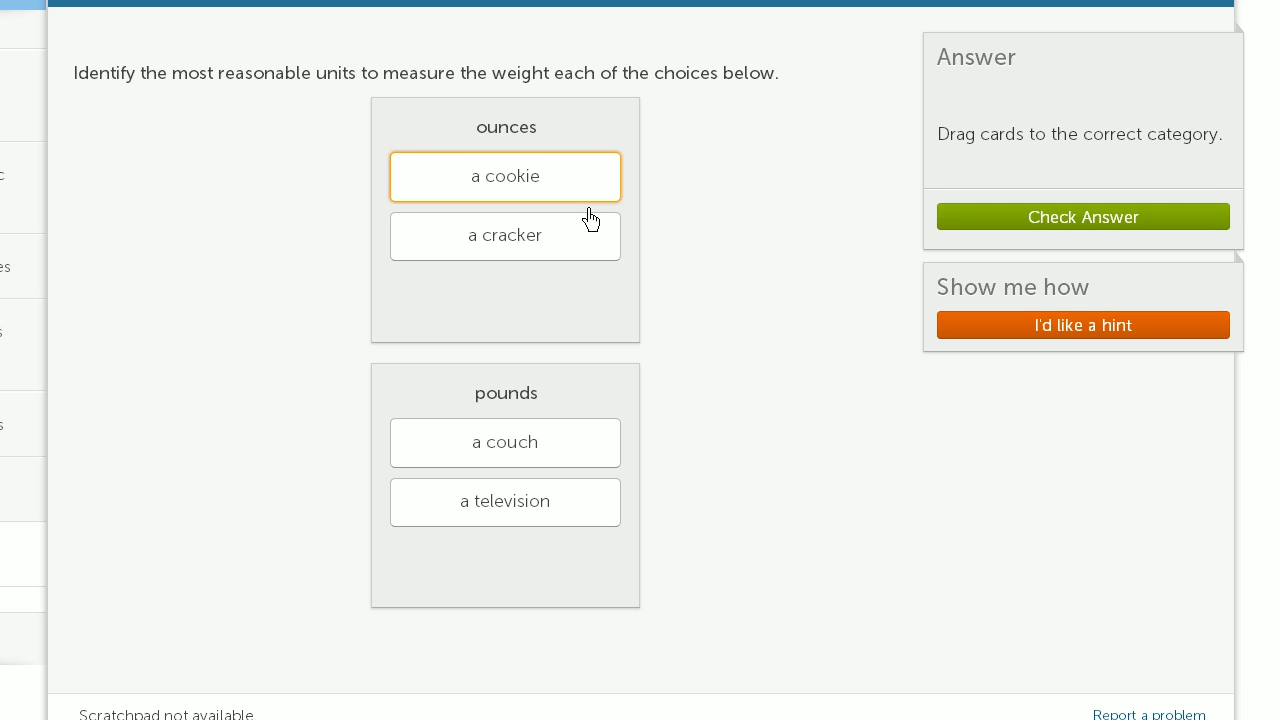 Identify the most reasonable units to measure the weight each of the choices below.
ounces
a cookie
a cracker
pounds
a couch
a television
Answer
Drag cards to the correct category.
Check Answer
Show me how
I'd like a hint
c
es
s
s
Scratchpad not available
Report a problem